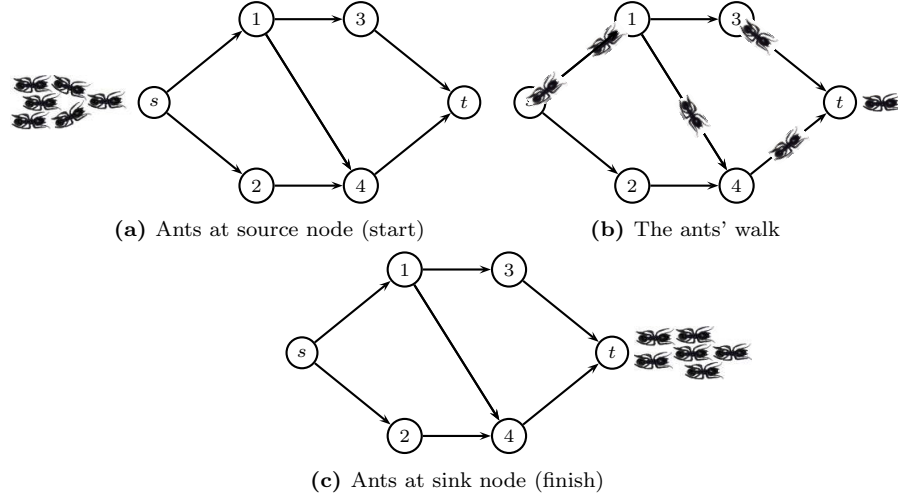 1
3
s
t
2
4
(a) Ants at source node (start)
1
3
t
2
4
(b) The ants' walk
1
3
s
t
2
4
(c) Ants at sink node (finish)